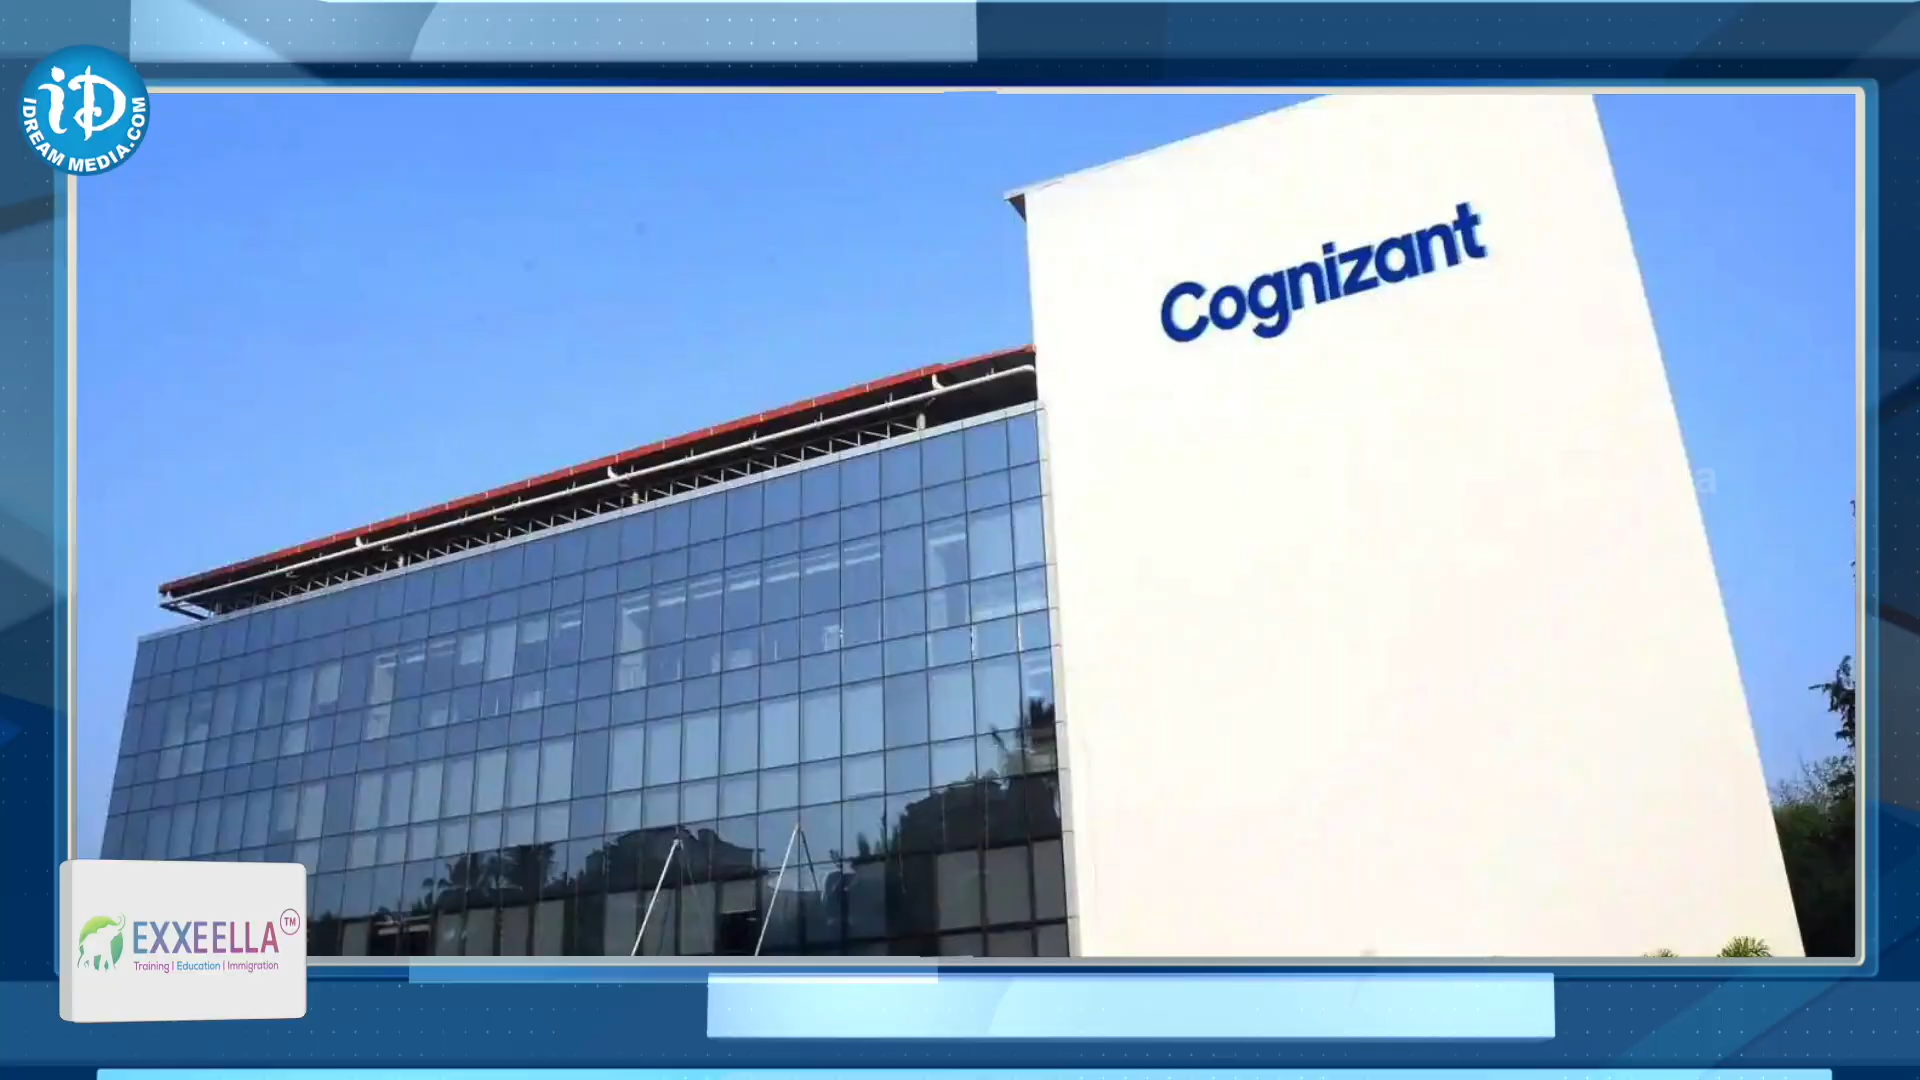 iD
IDREAM MEDIA.COM
Cognizant
EXXEELLA TM
Training | Education | Immigration